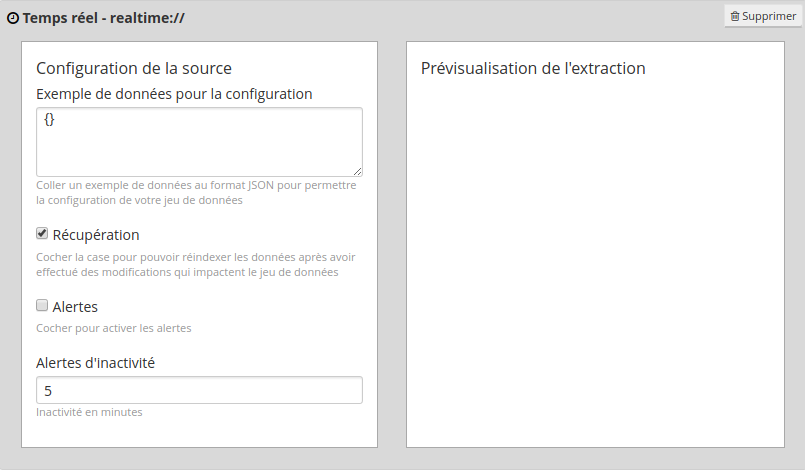 Temps réel - realtime://
Supprimer
Configuration de la source
Exemple de données pour la configuration
{}
Coller un exemple de données au format JSON pour permettre
la configuration de votre jeu de données
Récupération
Cocher la case pour pouvoir réindexer les données après avoir
effectué des modifications qui impactent le jeu de données
Alertes
Cocher pour activer les alertes
Alertes d'inactivité
5
Inactivité en minutes
Prévisualisation de l'extraction